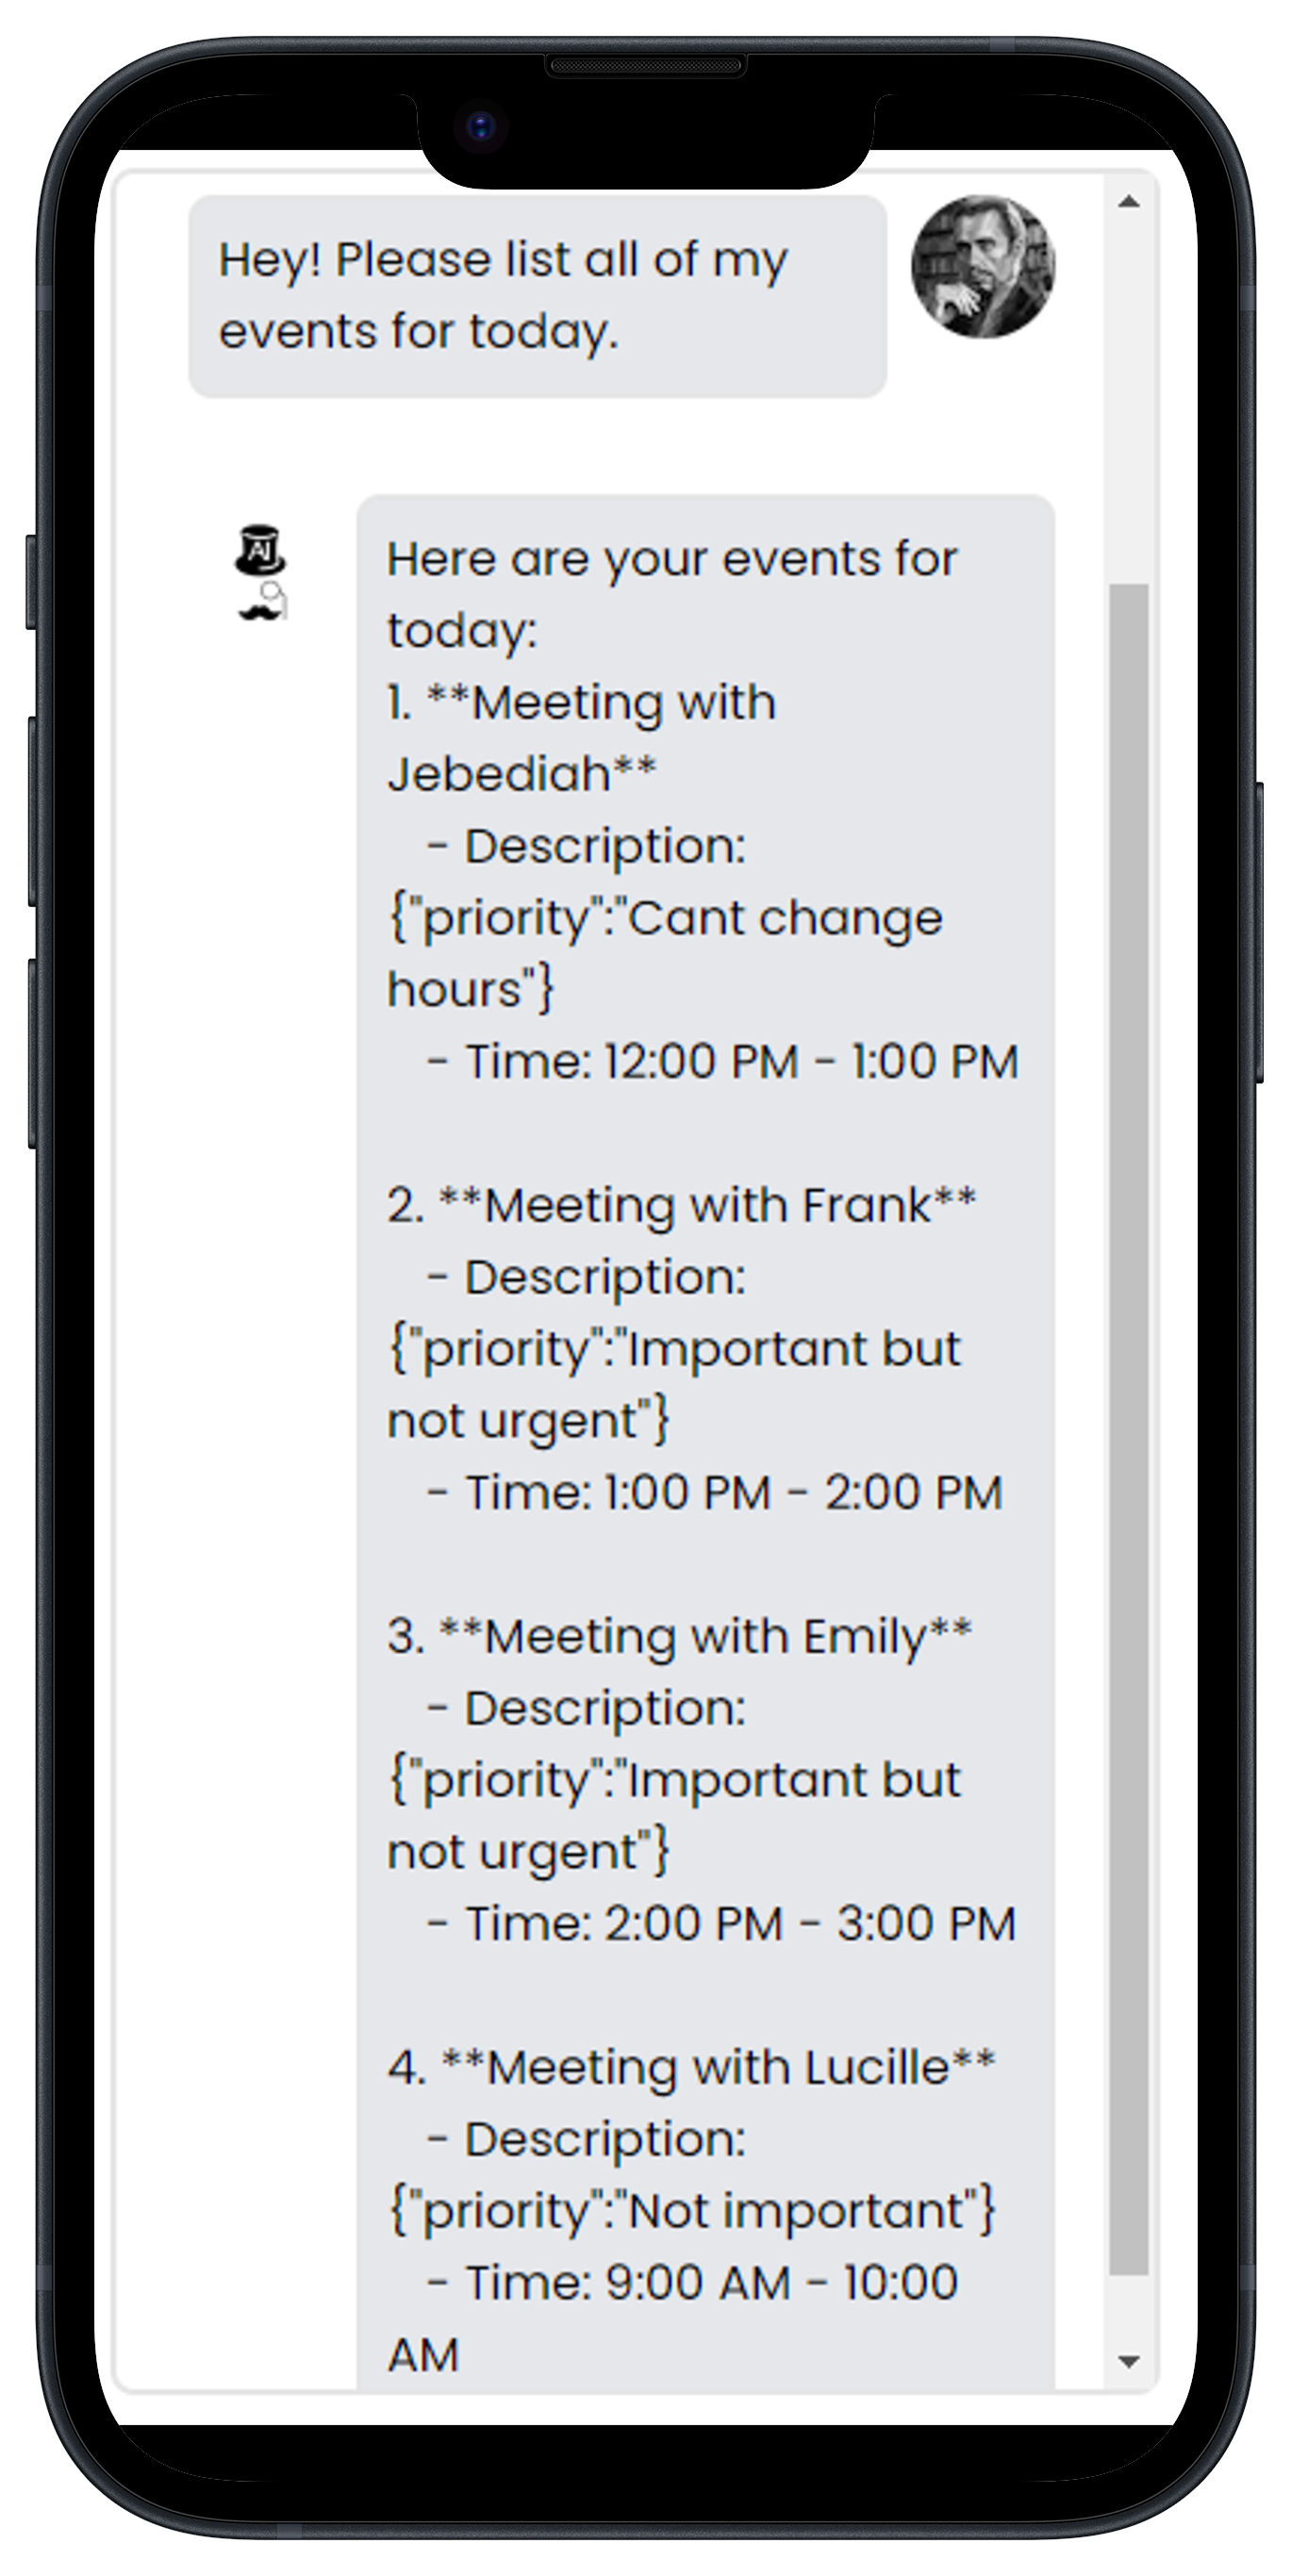 Hey! Please list all of my
events for today.
AI
Here are your events for
today:
1. **Meeting with
Jebediah**
- Description:
{"priority":"Cant change
hours"}
- Time: 12:00 PM - 1:00 PM
2. **Meeting with Frank**
- Description:
{"priority":"Important but
not urgent"}
- Time: 1:00 PM - 2:00 PM
3. **Meeting with Emily**
- Description:
{"priority":"Important but
not urgent"}
- Time: 2:00 PM - 3:00 PM
4. **Meeting with Lucille**
- Description:
{"priority":"Not important"}
- Time: 9:00 AM - 10:00
AM